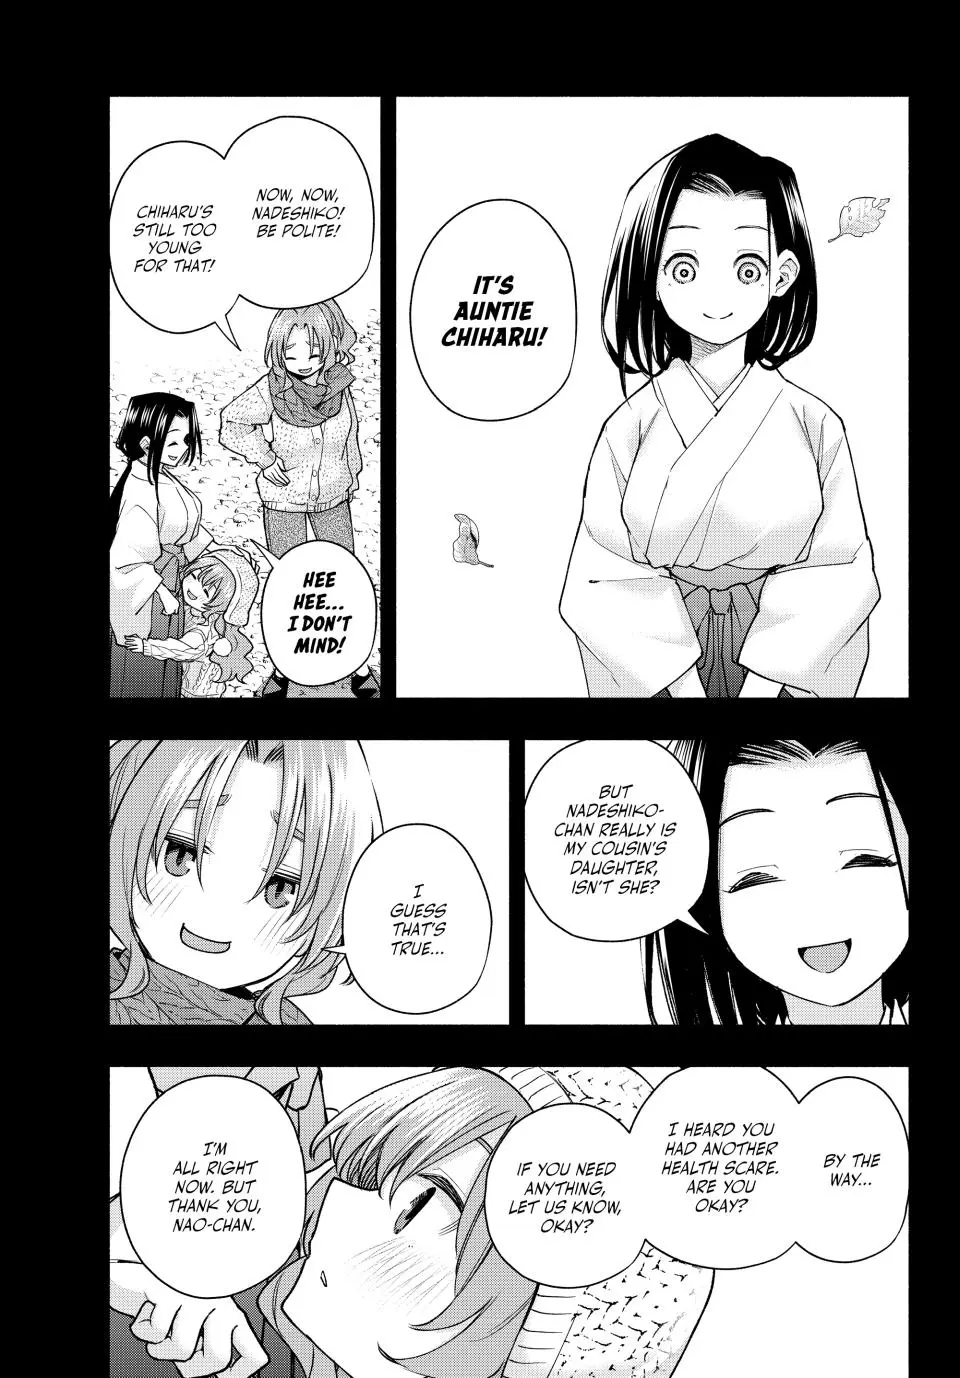 IT'S
AUNTIE
CHIHARU!
NOW, NOW,
NADESHIKO!
BE POLITE!
CHIHARU'S
STILL TOO
YOUNG
FOR THAT!
HEE
HEE...
I DON'T
MIND!
BUT
NADESHIKO-
CHAN REALLY IS
MY COUSIN'S
DAUGHTER,
ISN'T SHE?
I
GUESS
THAT'S
TRUE...
BY THE
WAY...
I HEARD YOU
HAD ANOTHER
HEALTH SCARE.
ARE YOU
OKAY?
IF YOU NEED
ANYTHING,
LET US KNOW,
OKAY?
I'M
ALL RIGHT
NOW. BUT
THANK YOU,
NAO-CHAN.